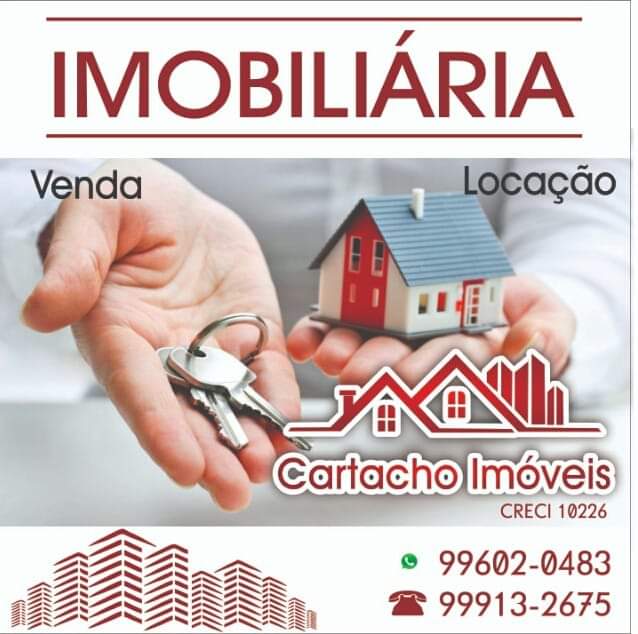 IMOBILIÁRIA
Venda
Locação
Cartacho Imóveis
CRECI 10226
99602-0483
99913-2675